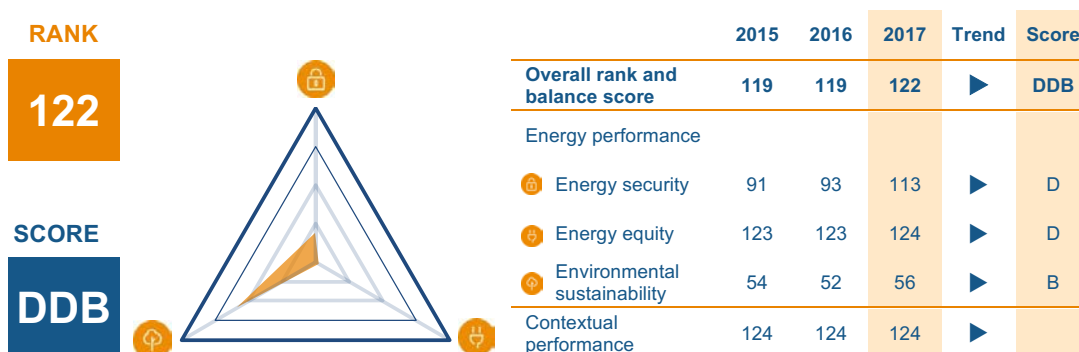 RANK
122
SCORE
DDB
2015 2016 2017 Trend Score
Overall rank and
balance score 119 119 122 DDB
Energy performance
Energy security 91 93 113 D
Energy equity 123 123 124 D
Environmental
sustainability 54 52 56 B
Contextual
performance 124 124 124